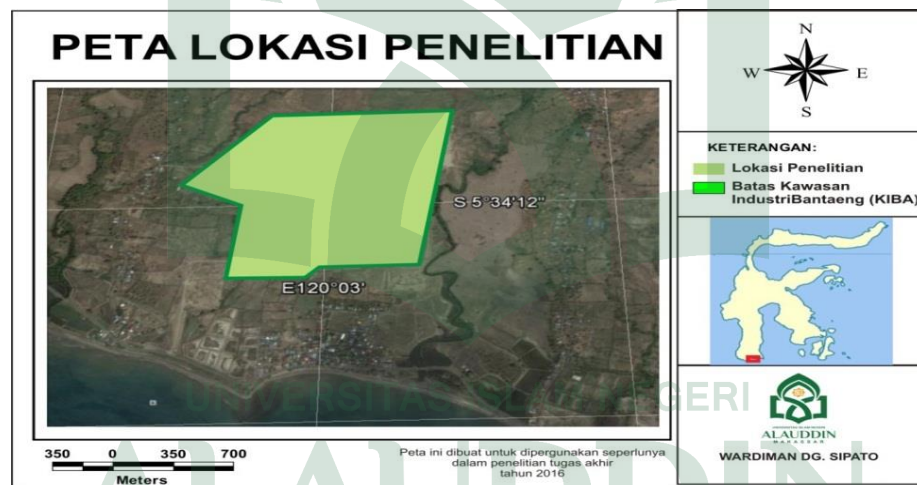 PETA LOKASI PENELITIAN
S 5°34'12"
E120°03'
350 0 350 700
Meters
Peta ini dibuat untuk dipergunakan seperlunya
dalam penelitian tugas akhir
tahun 2016
N
W E
S
KETERANGAN:
Lokasi Penelitian
Batas Kawasan
IndustriBantaeng (KIBA)
UNIVERSITAS ISLAM NEGERI
ALAUDDIN
ALAUDDIN
MAKASSAR
WARDIMAN DG. SIPATO